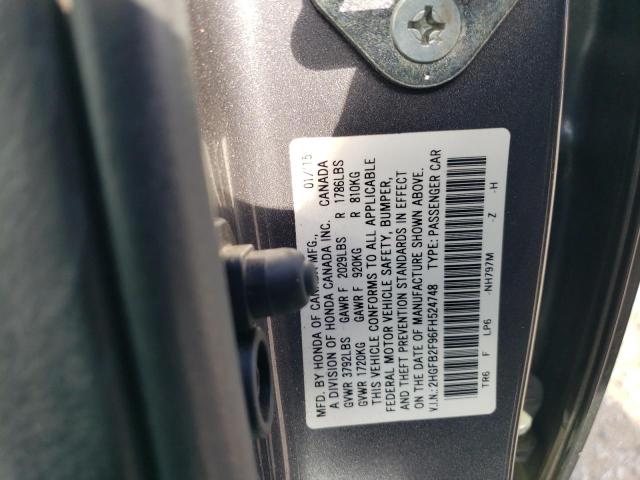 MFD. BY HONDA OF CANADA MFG., 01/15
A DIVISION OF HONDA CANADA INC. CANADA
GVWR 3792LBS GAWR F 2029LBS R 1786LBS
GVWR 1720KG GAWR F 920KG R 810KG
THIS VEHICLE CONFORMS TO ALL APPLICABLE
FEDERAL MOTOR VEHICLE SAFETY, BUMPER,
AND THEFT PREVENTION STANDARDS IN EFFECT
ON THE DATE OF MANUFACTURE SHOWN ABOVE.
V.I.N.: 2HGFB2F96FH524748 TYPE: PASSENGER CAR
TR6 F LP6 -NH797M -Z -H